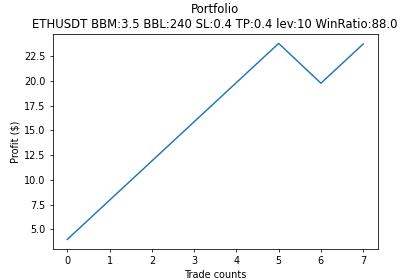 Portfolio
ETHUSDT BBM:3.5 BBL:240 SL:0.4 TP:0.4 lev:10 WinRatio:88.0
22.5
20.0
17.5
15.0
12.5
10.0
7.5
5.0
Profit ($)
0 1 2 3 4 5 6 7
Trade counts